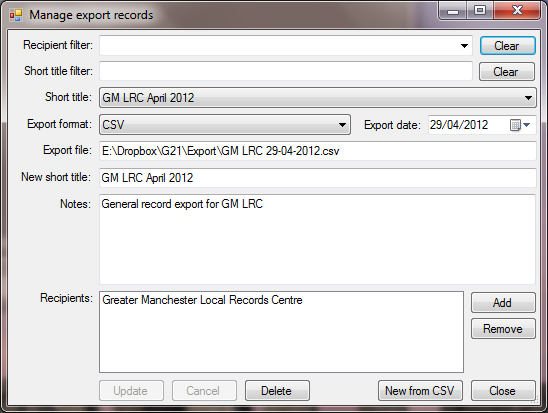 Manage export records
Recipient filter: Clear
Short title filter: Clear
Short title: GM LRC April 2012
Export format: CSV Export date: 29/04/2012
Export file: E:\Dropbox\G21\Export\GM LRC 29-04-2012.csv
New short title: GM LRC April 2012
Notes: General record export for GM LRC
Recipients: Greater Manchester Local Records Centre Add
Remove
Update Cancel Delete New from CSV Close